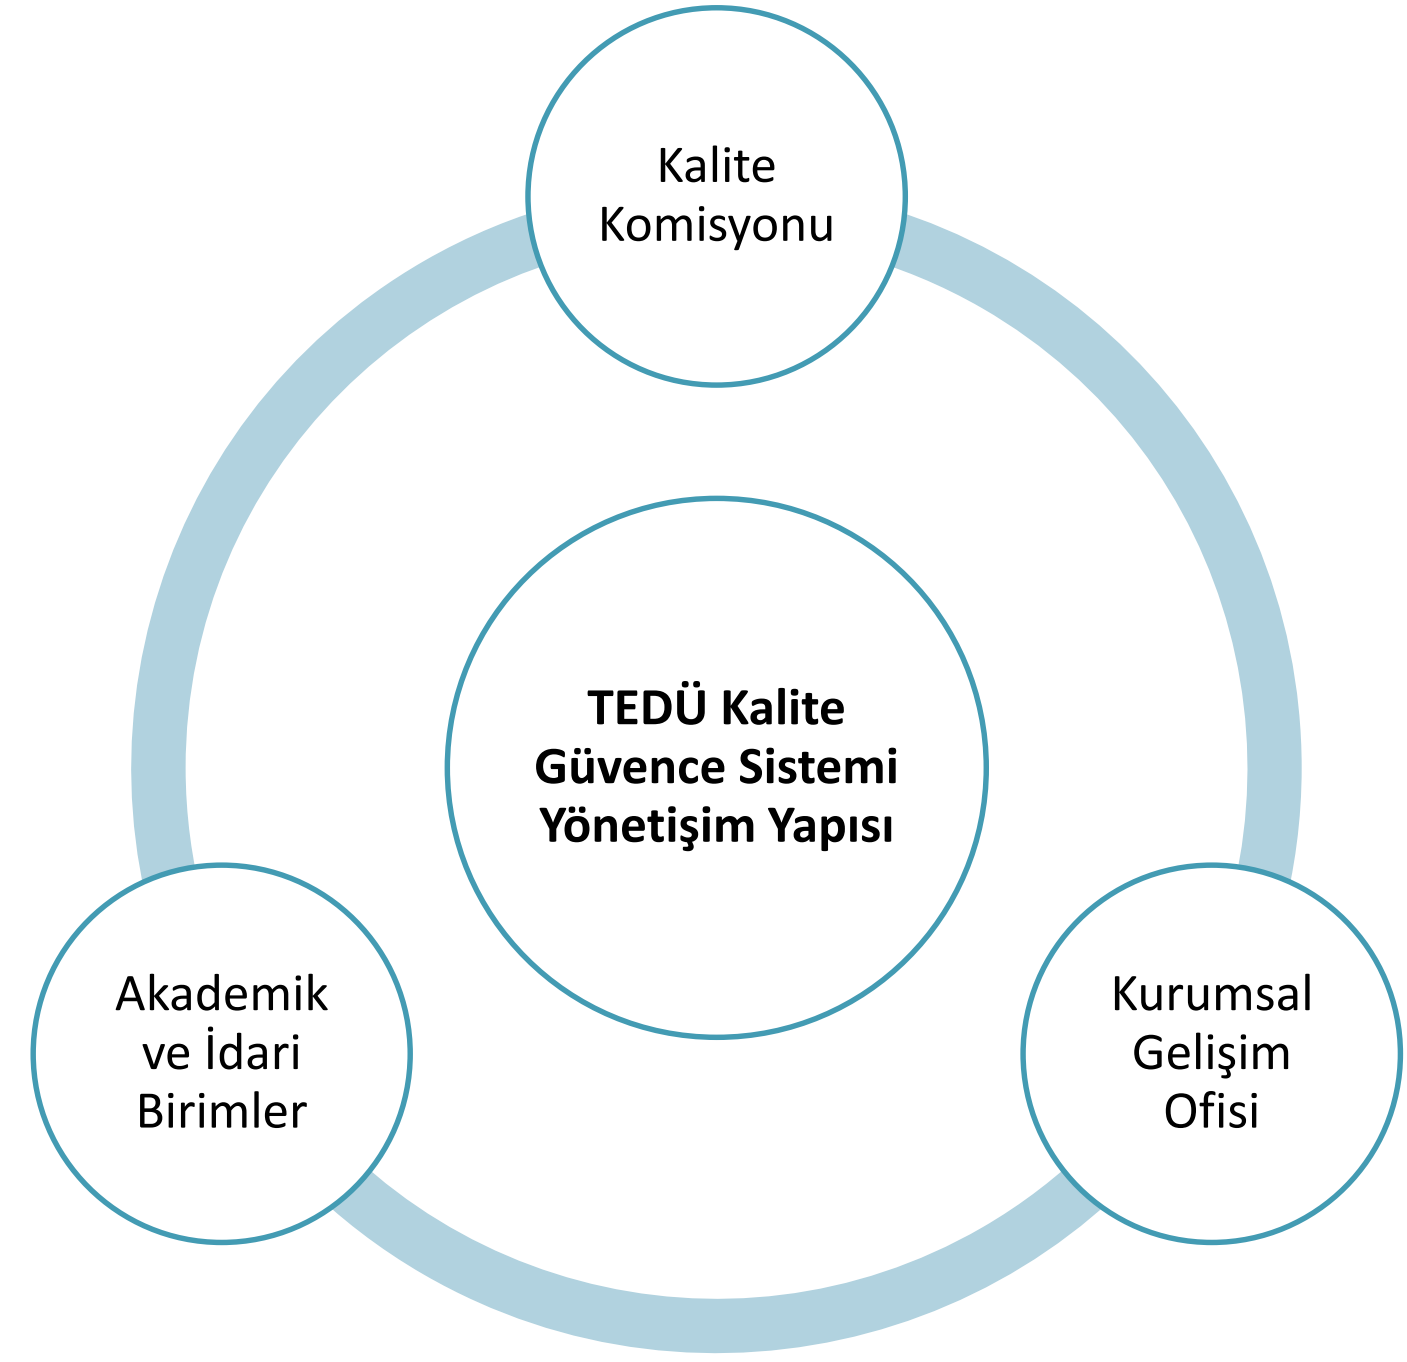 Kalite
Komisyonu
TEDÜ Kalite
Güvence Sistemi
Yönetişim Yapısı
Akademik
ve İdari
Birimler
Kurumsal
Gelişim
Ofisi